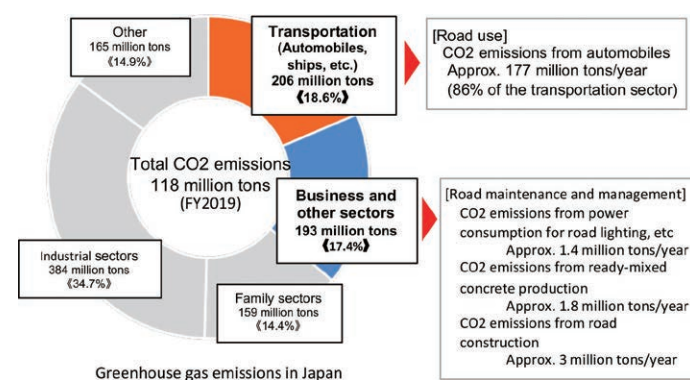 Other
165 million tons
《14.9%》
Transportation
(Automobiles,
ships, etc.)
206 million tons
《18.6%》
[Road use]
CO2 emissions from automobiles
Approx. 177 million tons/year
(86% of the transportation sector)
Total CO2 emissions
118 million tons
(FY2019)
Business and
other sectors
193 million tons
《17.4%》
[Road maintenance and management]
CO2 emissions from power
consumption for road lighting, etc
Approx. 1.4 million tons/year
CO2 emissions from ready-mixed
concrete production
Approx. 1.8 million tons/year
CO2 emissions from road
construction
Approx. 3 million tons/year
Industrial sectors
384 million tons
《34.7%》
Family sectors
159 million tons
《14.4%》
Greenhouse gas emissions in Japan